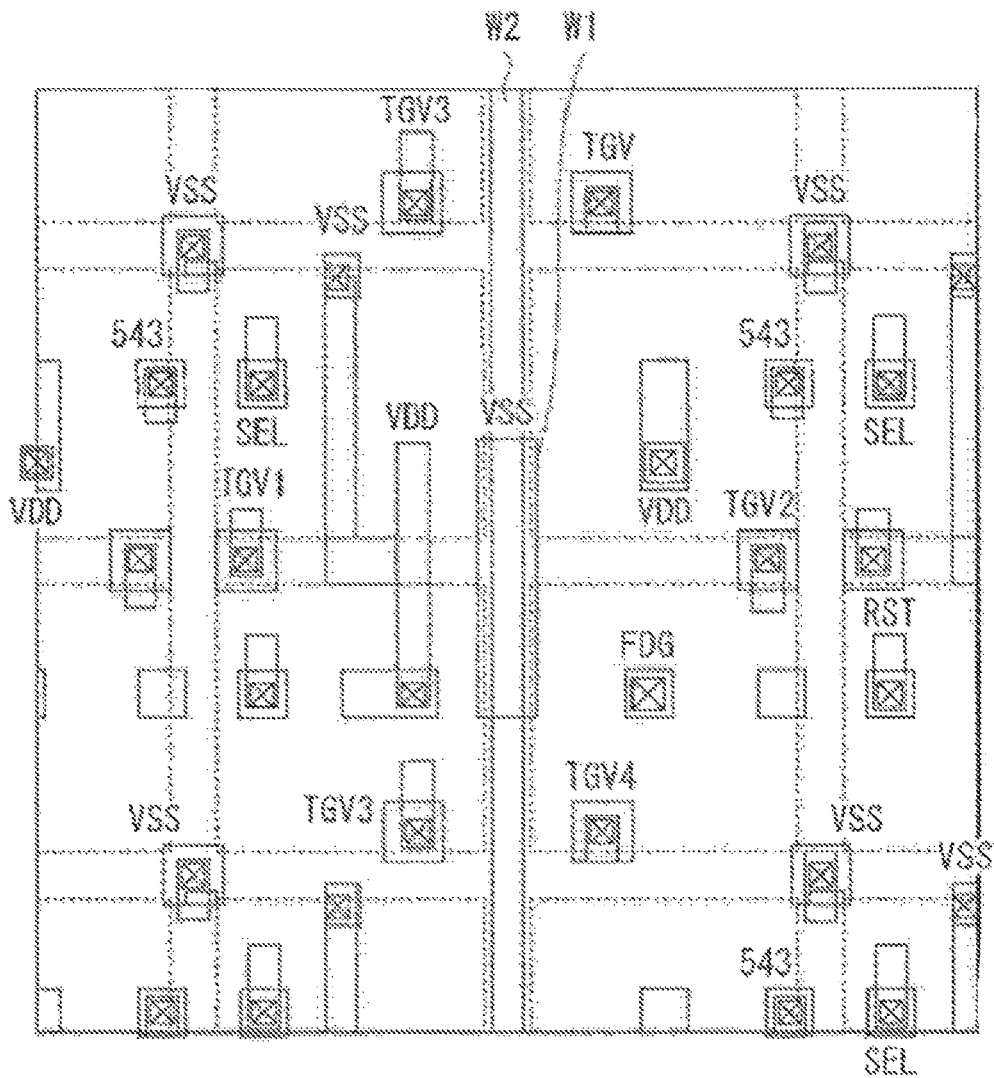 W2 W1
TGV3 TGV
VSS VSS VSS
543 543
SEL VDD VSS SEL
VDD TGV1 VDD TGV2
FDG RST
TGV3 TGV4
VSS VSS VSS
543
SEL